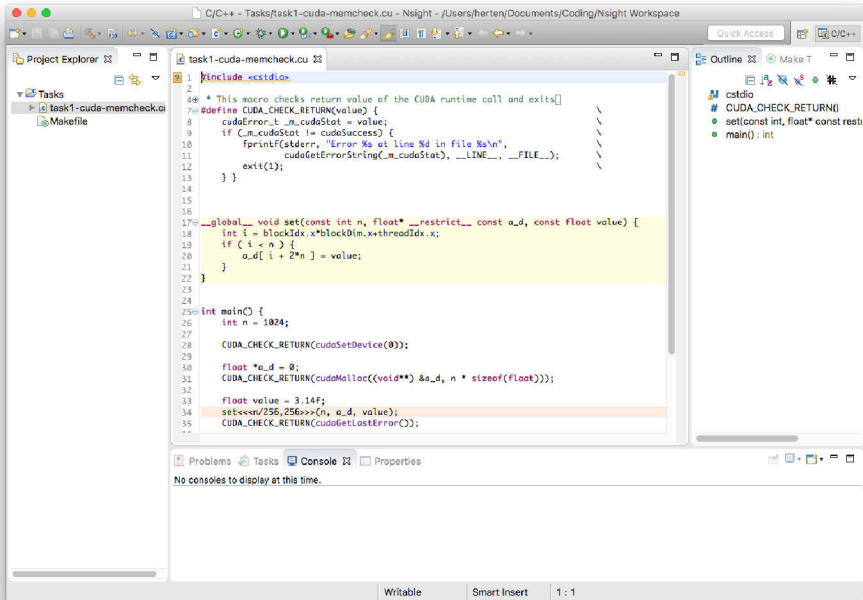 C/C++ - Tasks/task1-cuda-memcheck.cu - Nsight - /Users/herten/Documents/Coding/Nsight Workspace
Quick Access
C/C++
Project Explorer
Tasks
task1-cuda-memcheck.cu
Makefile
task1-cuda-memcheck.cu
1 #include <cstdio>
2
4 * This macro checks return value of the CUDA runtime call and exits
7 #define CUDA_CHECK_RETURN(value) { \
8 cudaError_t _m_cudaStat = value; \
9 if (_m_cudaStat != cudaSuccess) { \
10 fprintf(stderr, "Error %s at line %d in file %s\n", \
11 cudaGetErrorString(_m_cudaStat), __LINE__, __FILE__); \
12 exit(1); \
13 } }
14
15
16
17 __global__ void set(const int n, float* __restrict__ const a_d, const float value) {
18 int i = blockIdx.x*blockDim.x+threadIdx.x;
19 if ( i < n ) {
20 a_d[ i + 2*n ] = value;
21 }
22 }
23
24
25 int main() {
26 int n = 1024;
27
28 CUDA_CHECK_RETURN(cudaSetDevice(0));
29
30 float *a_d = 0;
31 CUDA_CHECK_RETURN(cudaMalloc((void**) &a_d, n * sizeof(float)));
32
33 float value = 3.14f;
34 set<<<n/256,256>>>(n, a_d, value);
35 CUDA_CHECK_RETURN(cudaGetLastError());
Outline
Make T
cstdio
# CUDA_CHECK_RETURN()
set(const int, float* const restr
main() : int
Problems
Tasks
Console
Properties
No consoles to display at this time.
Writable
Smart Insert
1 : 1